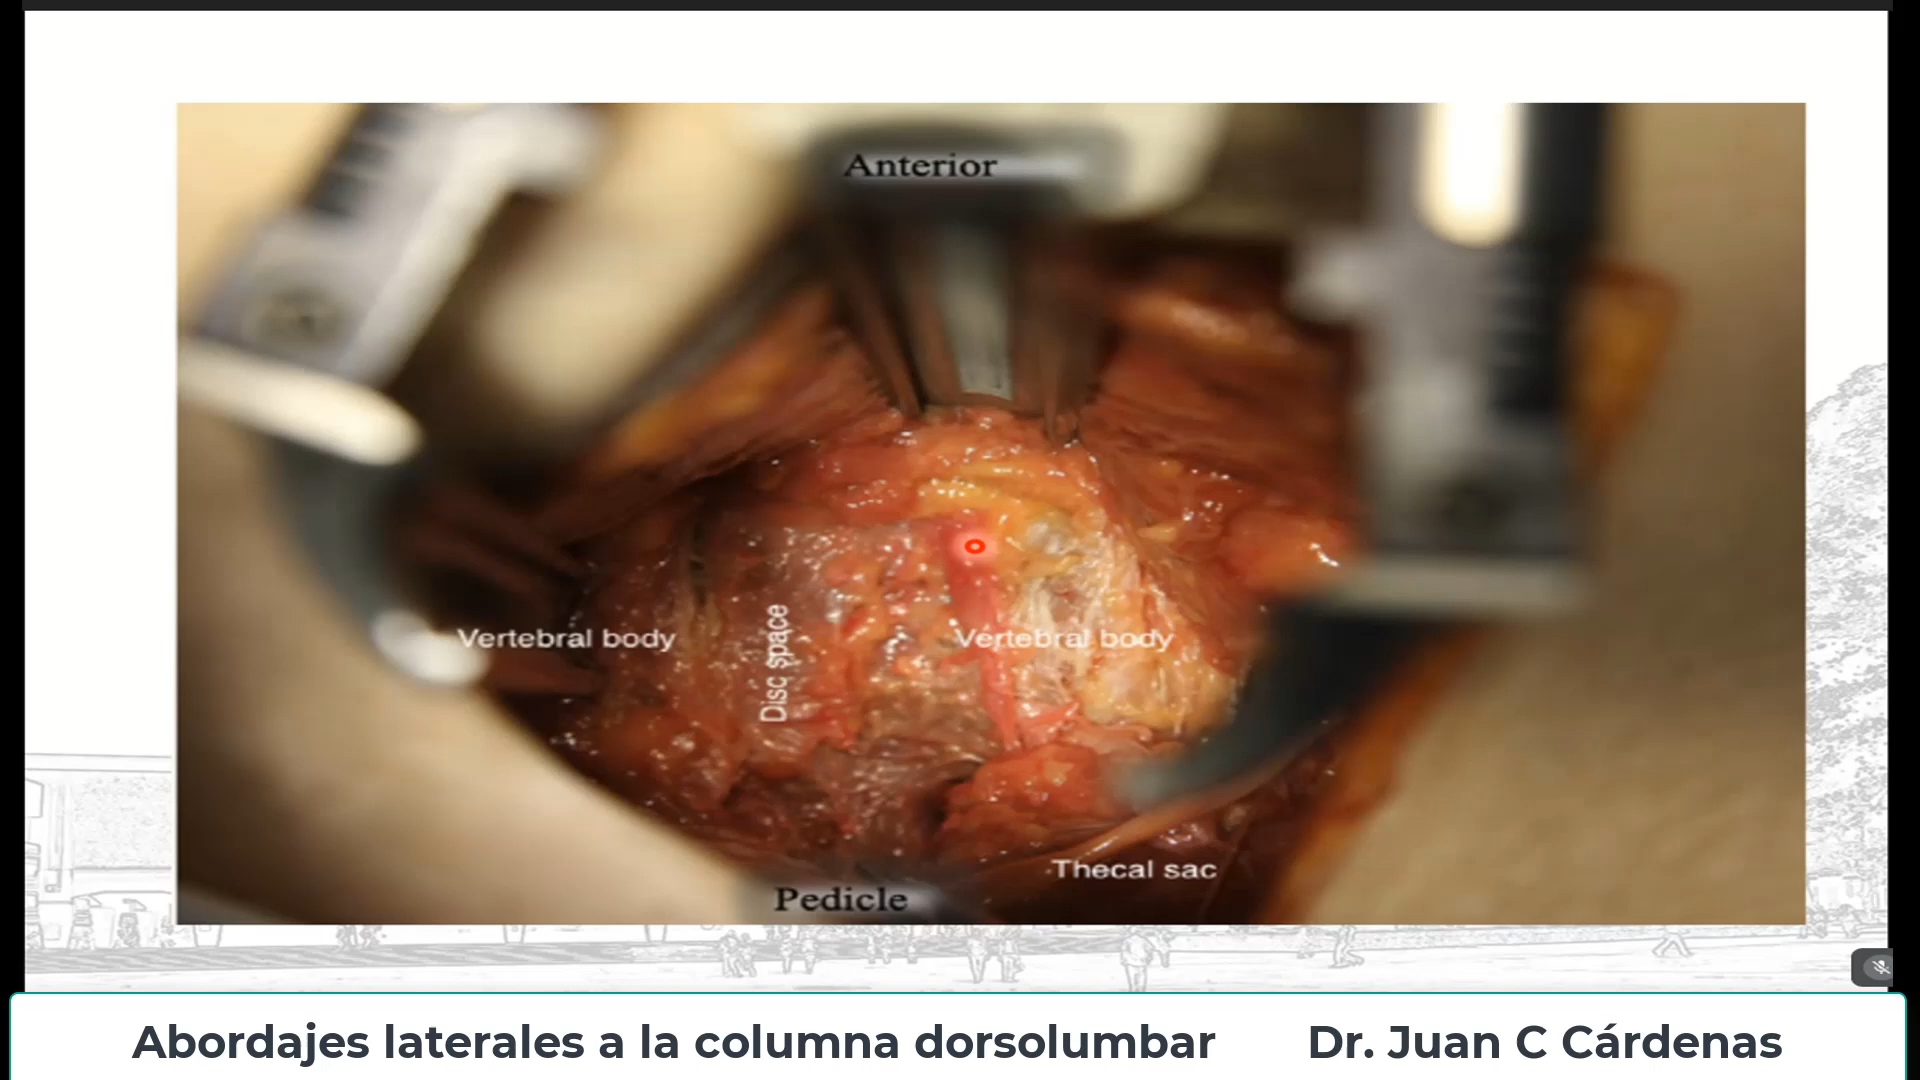 Anterior
Vertebral body
Disc space
Vertebral body
Thecal sac
Pedicle
Abordajes laterales a la columna dorsolumbar
Dr. Juan C Cárdenas